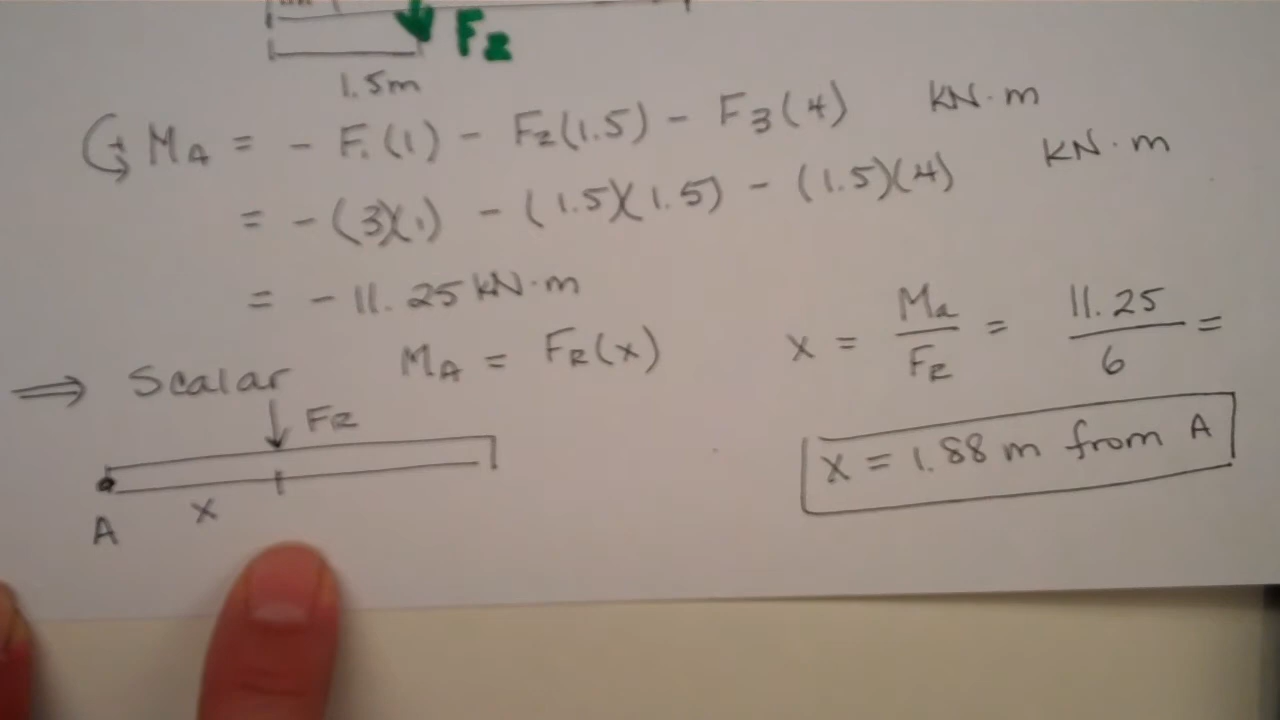 F2
1.5m
+ MA = - F1(1) - F2(1.5) - F3(4) KN·m
= -(3)(1) - (1.5)(1.5) - (1.5)(4) KN·m
= - 11.25 KN·m
⇒ Scalar MA = FR(x)
x = MA/FR = 11.25/6 =
x = 1.88 m from A
FR
x
A